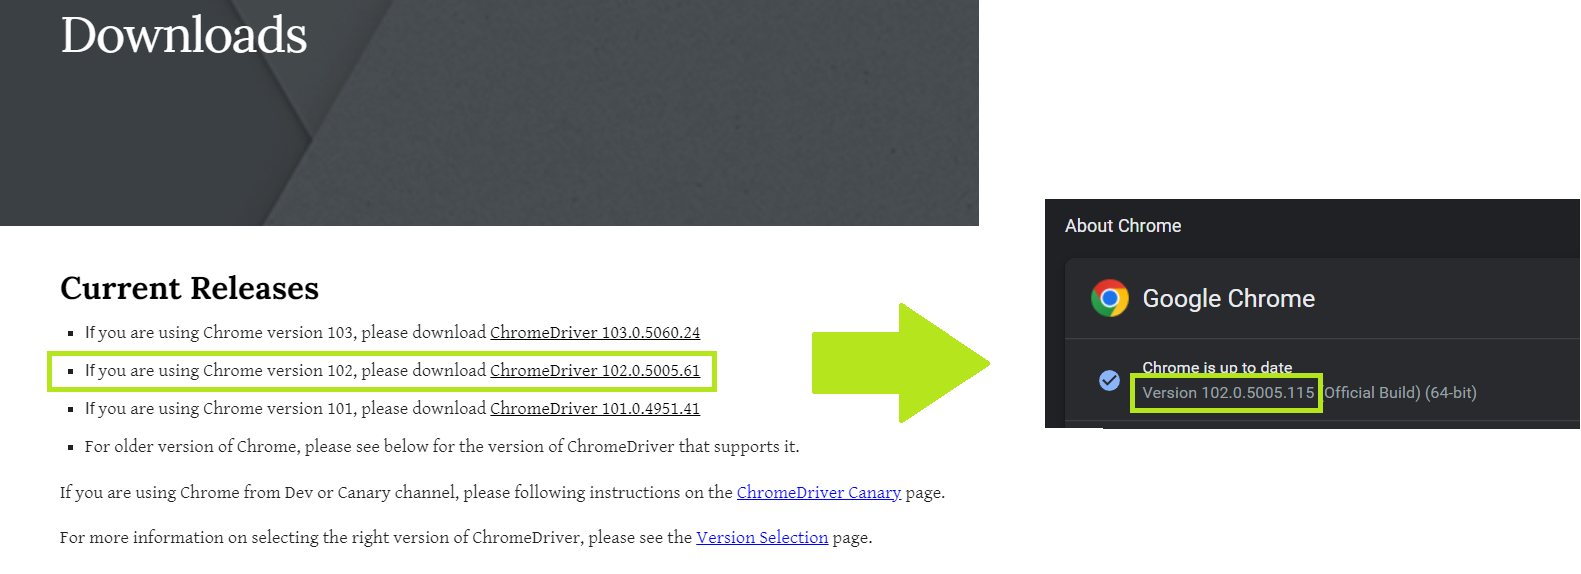 Downloads
Current Releases
If you are using Chrome version 103, please download ChromeDriver 103.0.5060.24
If you are using Chrome version 102, please download ChromeDriver 102.0.5005.61
If you are using Chrome version 101, please download ChromeDriver 101.0.4951.41
For older version of Chrome, please see below for the version of ChromeDriver that supports it.
If you are using Chrome from Dev or Canary channel, please following instructions on the ChromeDriver Canary page.
For more information on selecting the right version of ChromeDriver, please see the Version Selection page.
About Chrome
Google Chrome
Chrome is up to date
Version 102.0.5005.115 (Official Build) (64-bit)